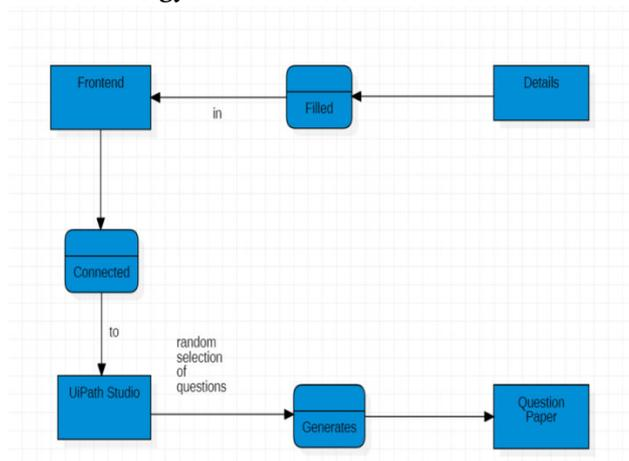 Frontend
in
Filled
Details
Connected
to
random
selection
of
questions
UiPath Studio
Generates
Question
Paper